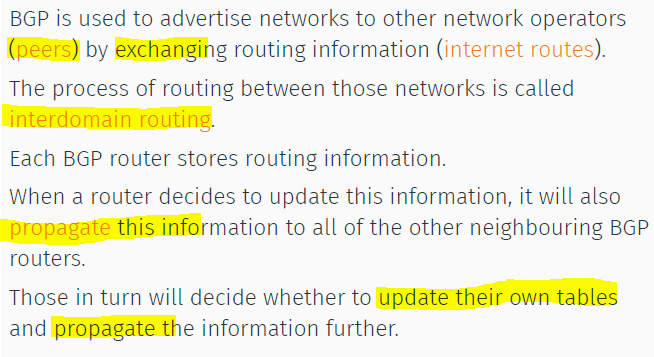 BGP is used to advertise networks to other network operators
(peers) by exchanging routing information (internet routes).
The process of routing between those networks is called
interdomain routing.
Each BGP router stores routing information.
When a router decides to update this information, it will also
propagate this information to all of the other neighbouring BGP
routers.
Those in turn will decide whether to update their own tables
and propagate the information further.